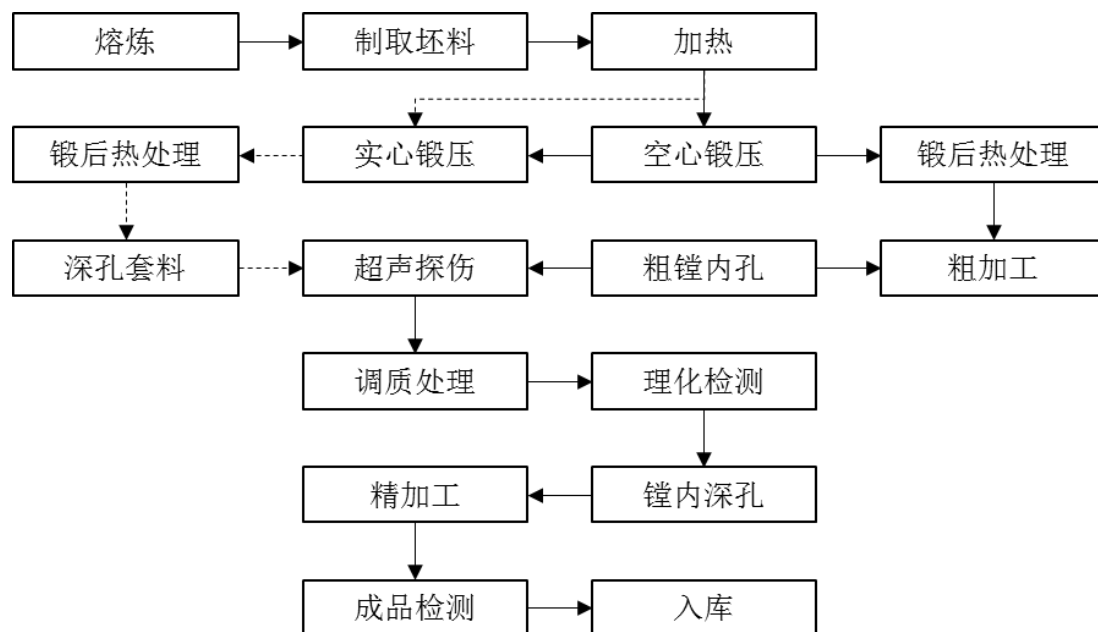 熔炼
制取坯料
加热
锻后热处理
实心锻压
空心锻压
锻后热处理
深孔套料
超声探伤
粗镗内孔
粗加工
调质处理
理化检测
精加工
镗内深孔
成品检测
入库